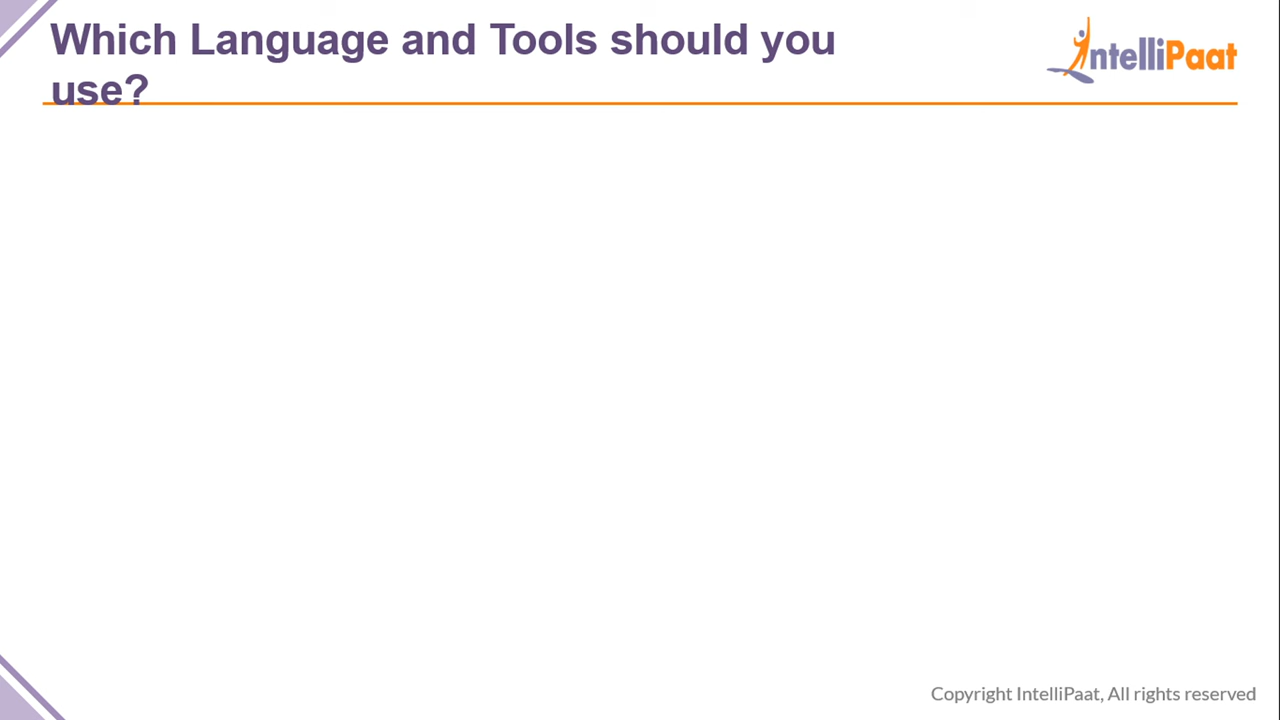 Which Language and Tools should you
use?
IntelliPaat
Copyright IntelliPaat, All rights reserved